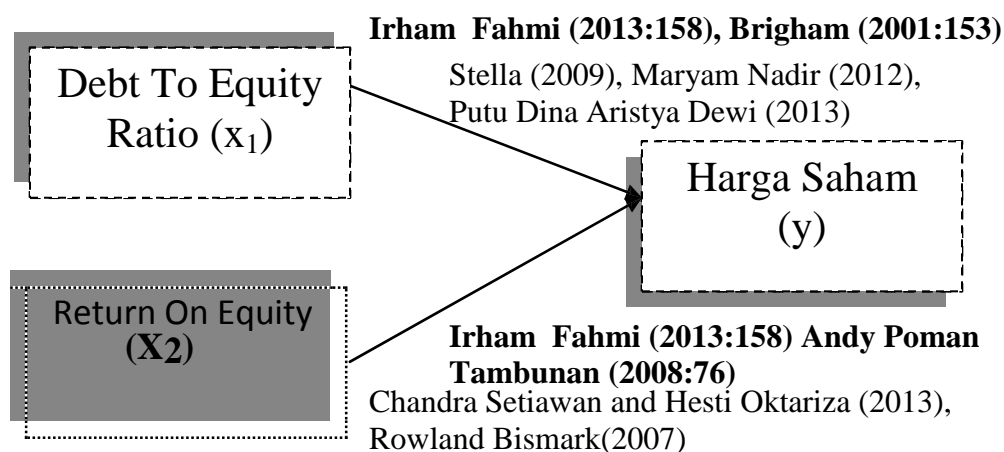 Irham Fahmi (2013:158), Brigham (2001:153)
Stella (2009), Maryam Nadir (2012),
Putu Dina Aristya Dewi (2013)
Debt To Equity
Ratio (x₁)
Harga Saham
(y)
Return On Equity
(X2)
Irham Fahmi (2013:158) Andy Poman
Tambunan (2008:76)
Chandra Setiawan and Hesti Oktariza (2013),
Rowland Bismark(2007)